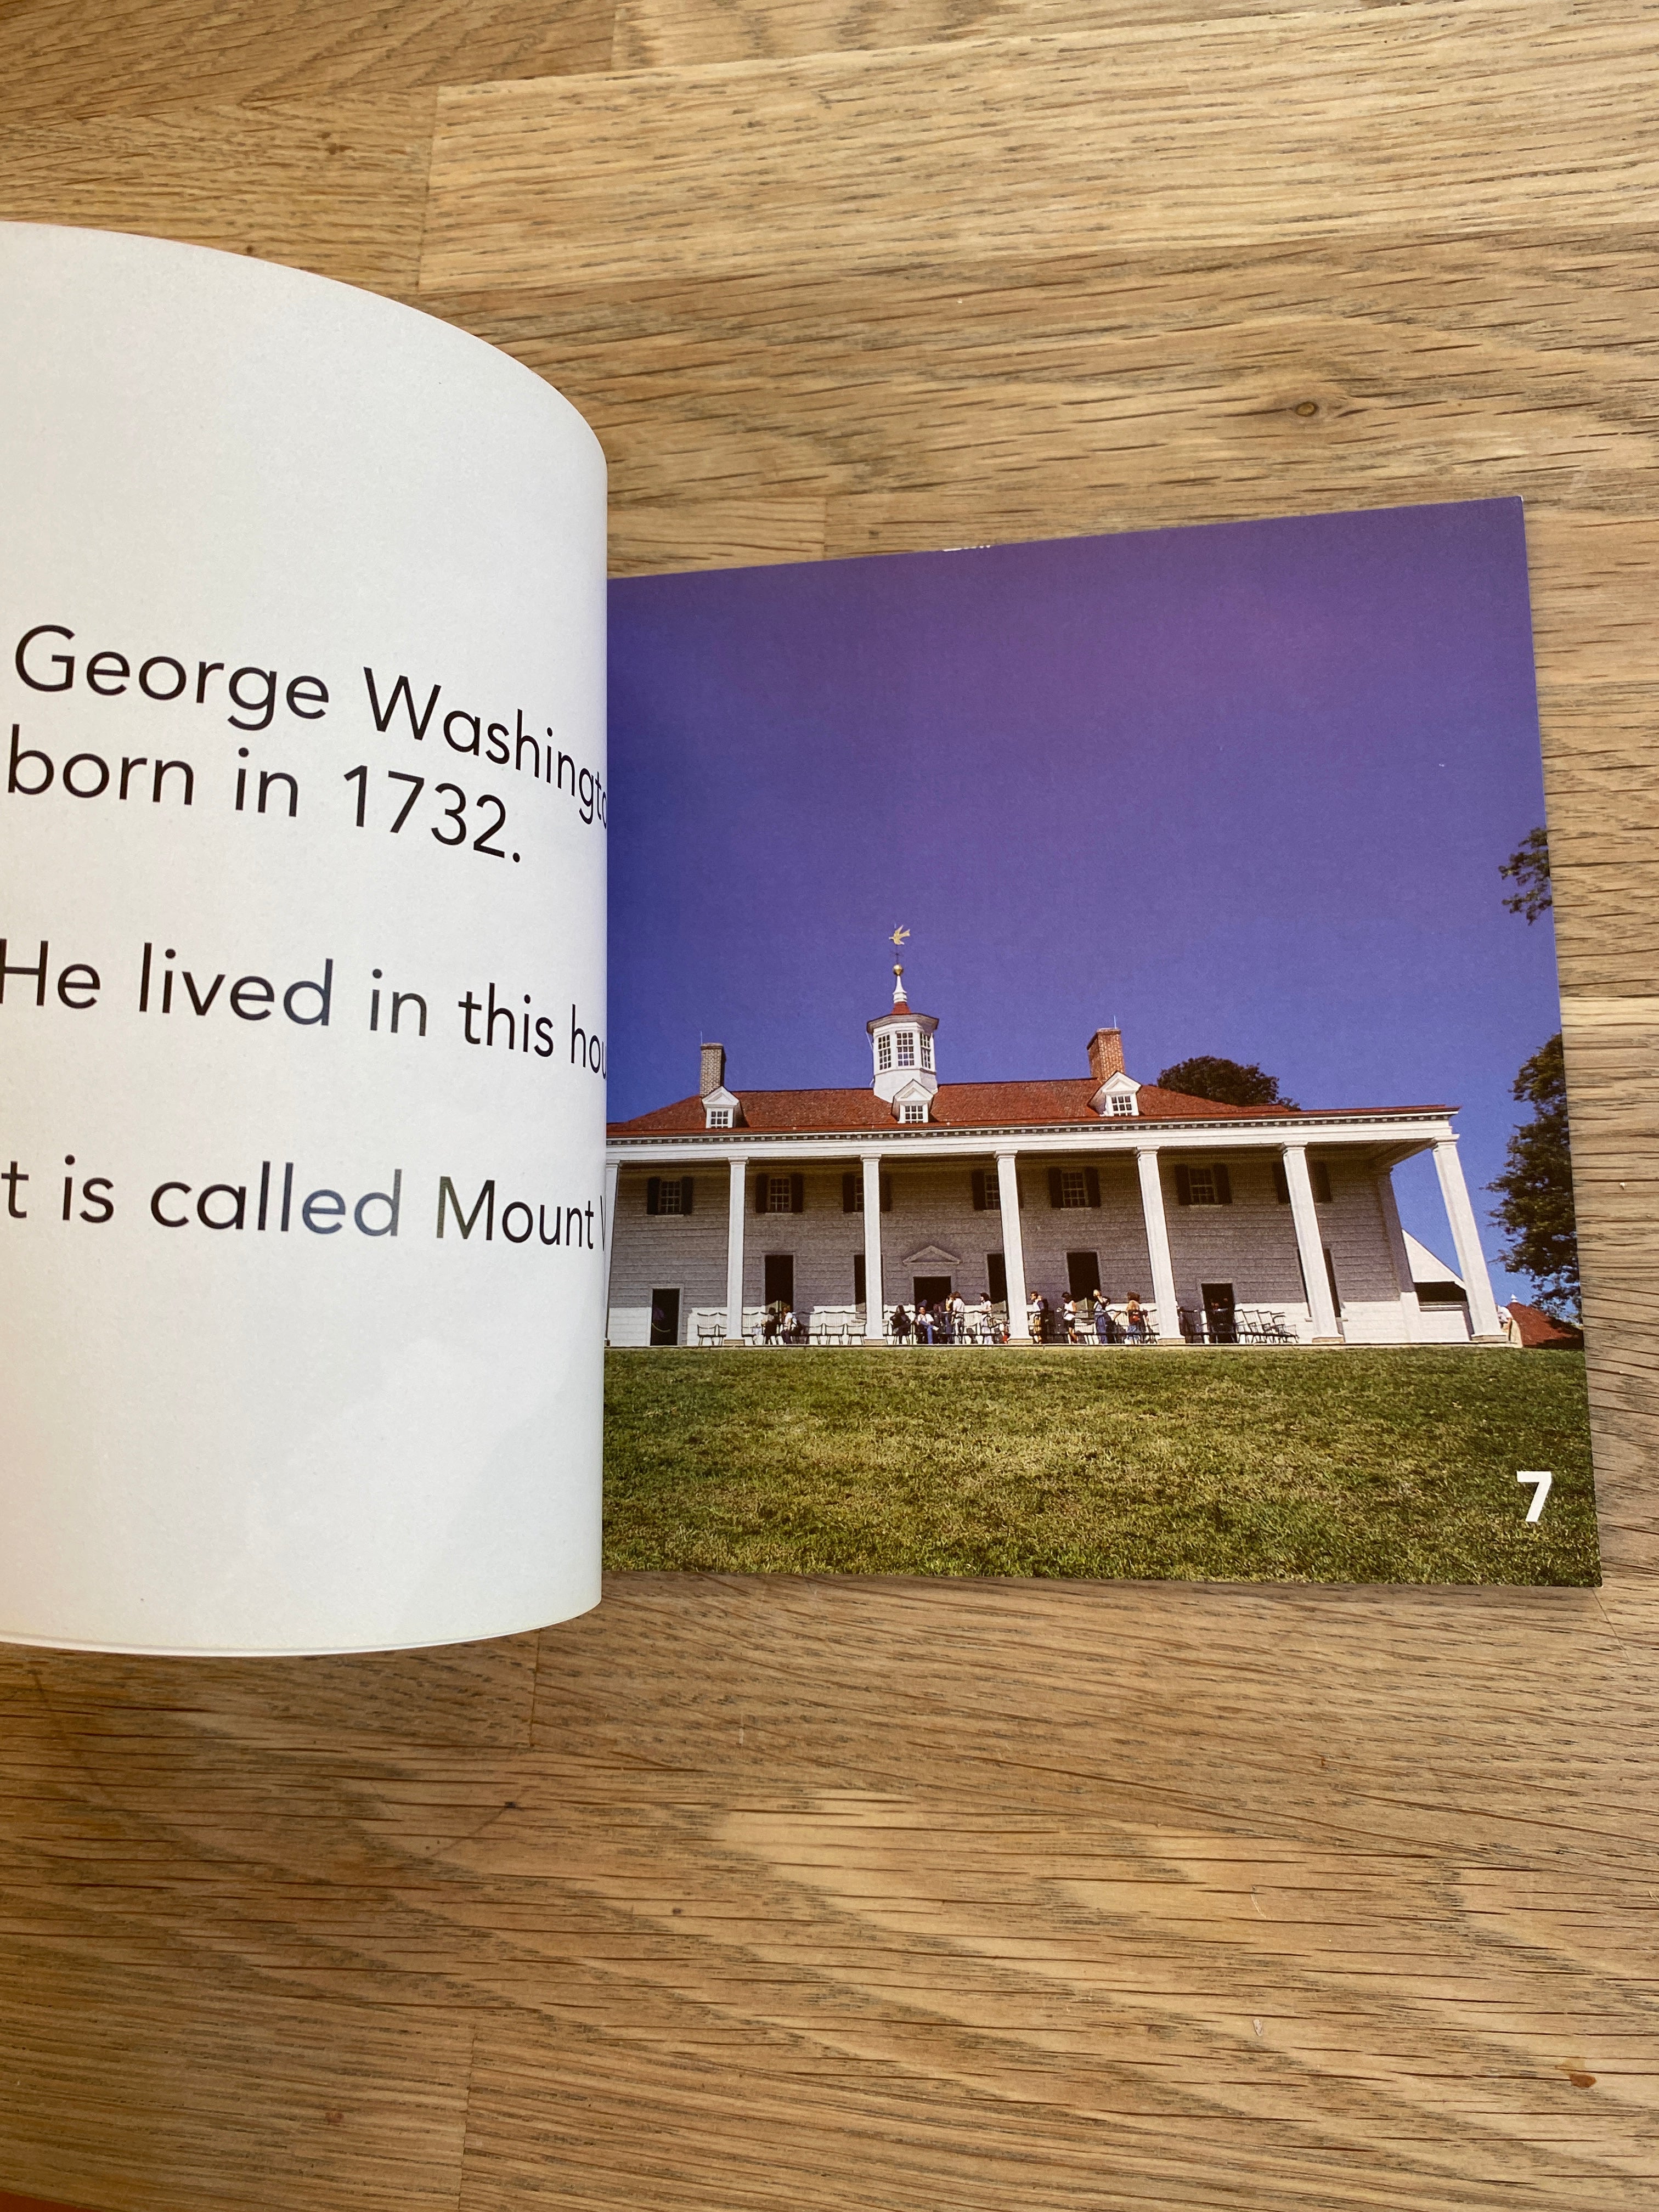 George Washingto
born in 1732.
He lived in this hou
t is called Mount V
7